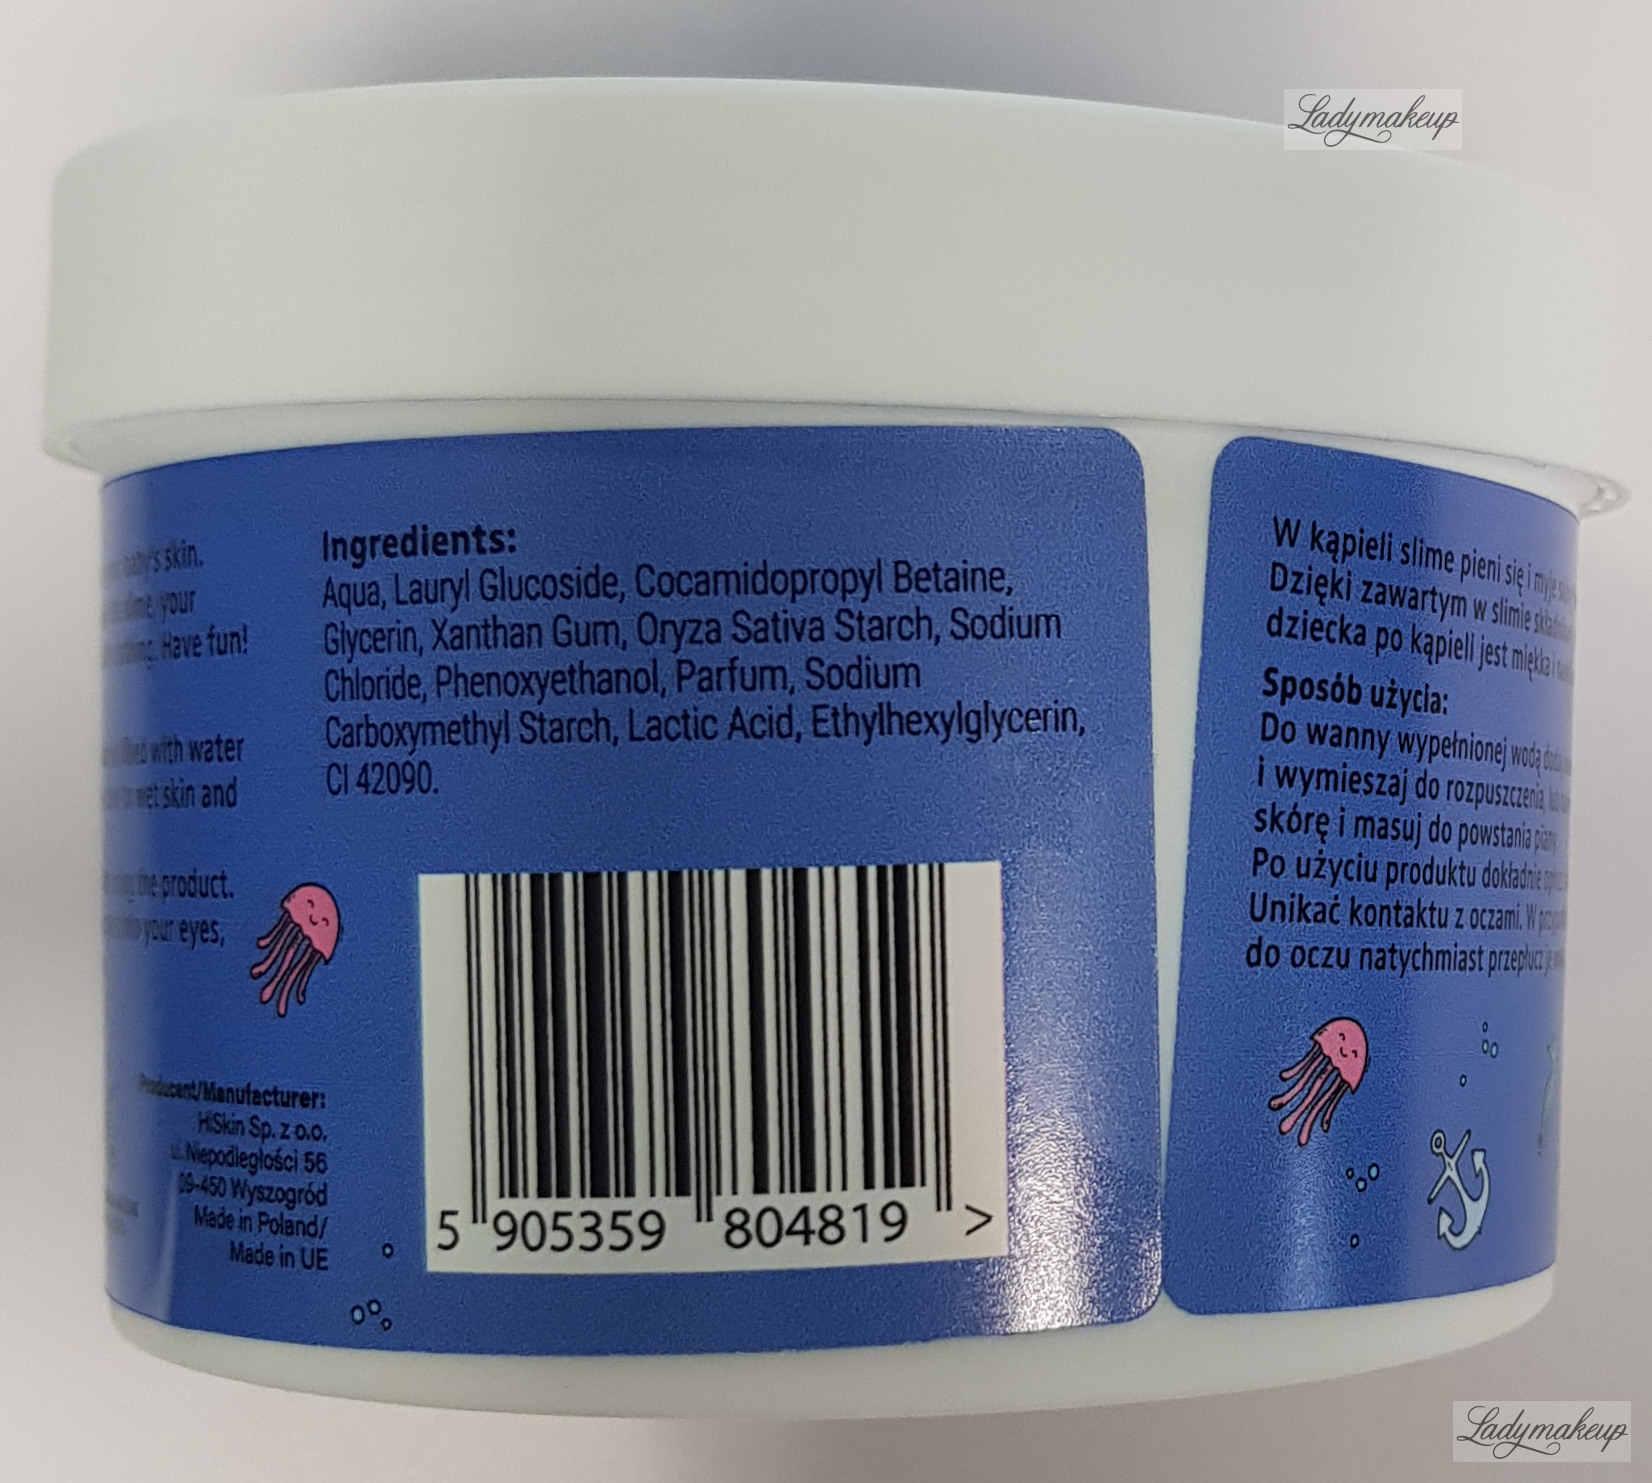 Ladymakeup
baby's skin.
slime, your
Have fun!
with water
wet skin and
the product.
your eyes,
Producent/Manufacturer:
HiSkin Sp. z o.o.
ul. Niepodległości 56
09-450 Wyszogród
Made in Poland/
Made in UE
Ingredients:
Aqua, Lauryl Glucoside, Cocamidopropyl Betaine,
Glycerin, Xanthan Gum, Oryza Sativa Starch, Sodium
Chloride, Phenoxyethanol, Parfum, Sodium
Carboxymethyl Starch, Lactic Acid, Ethylhexylglycerin,
CI 42090.
5 905359 804819 >
W kąpieli slime pieni się i myje
Dzięki zawartym w slimie
dziecka po kąpieli jest miękka i
Sposób użycia:
Do wanny wypełnionej wodą
i wymieszaj do rozpuszczenia,
skórę i masuj do powstania piany.
Po użyciu produktu dokładnie
Unikać kontaktu z oczami. W
do oczu natychmiast przepłucz je
Ladymakeup